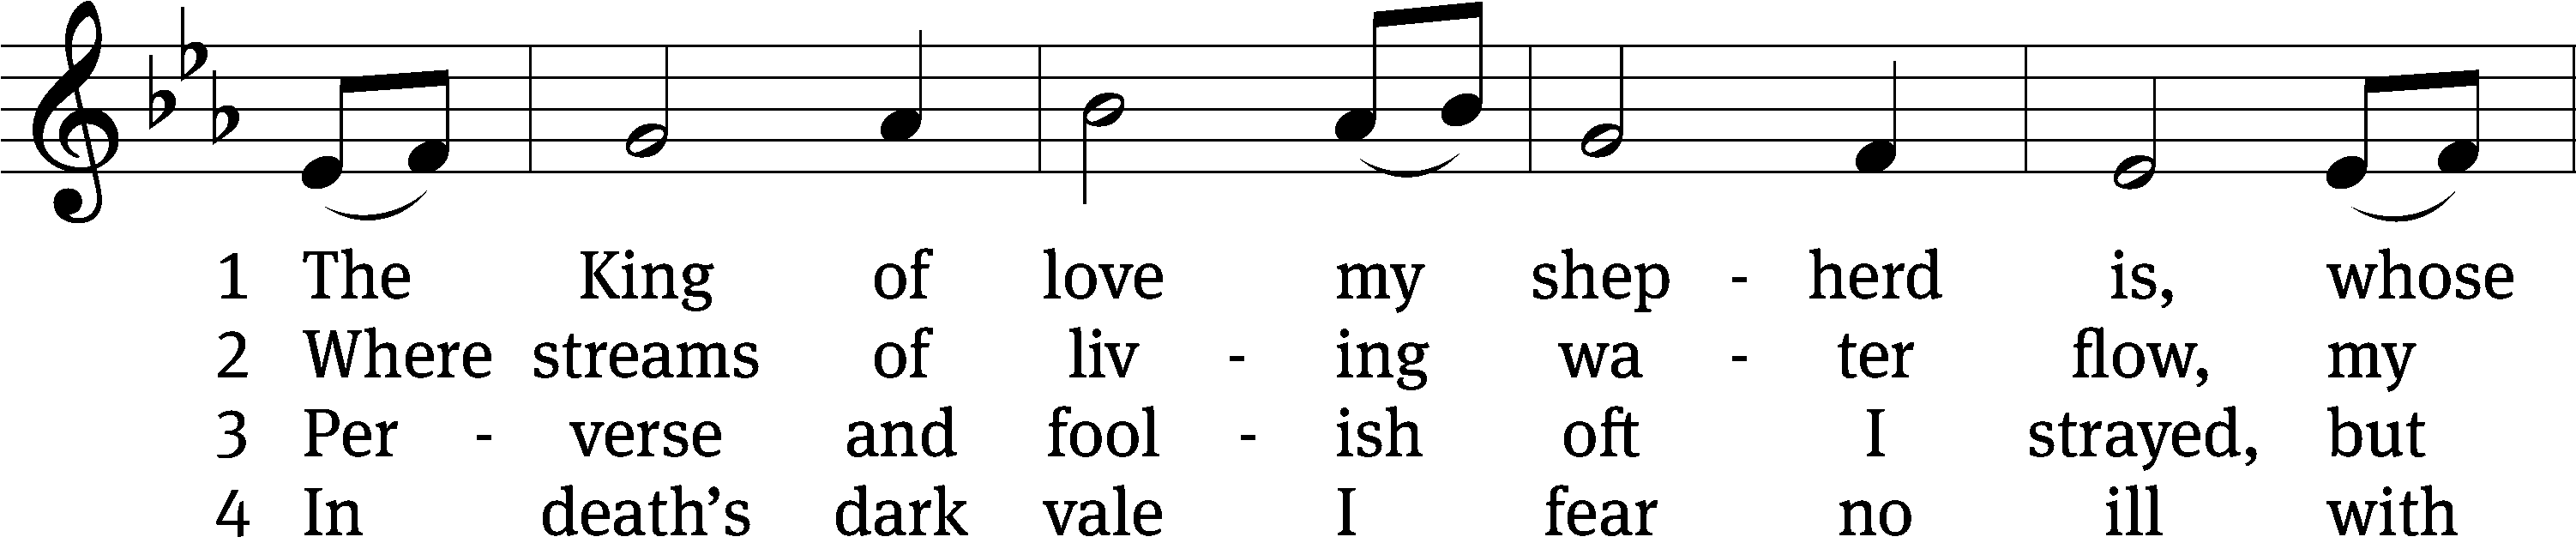 1 The King of love my shep - herd is, whose
2 Where streams of liv - ing wa - ter flow, my
3 Per - verse and fool - ish oft I strayed, but
4 In death’s dark vale I fear no ill with